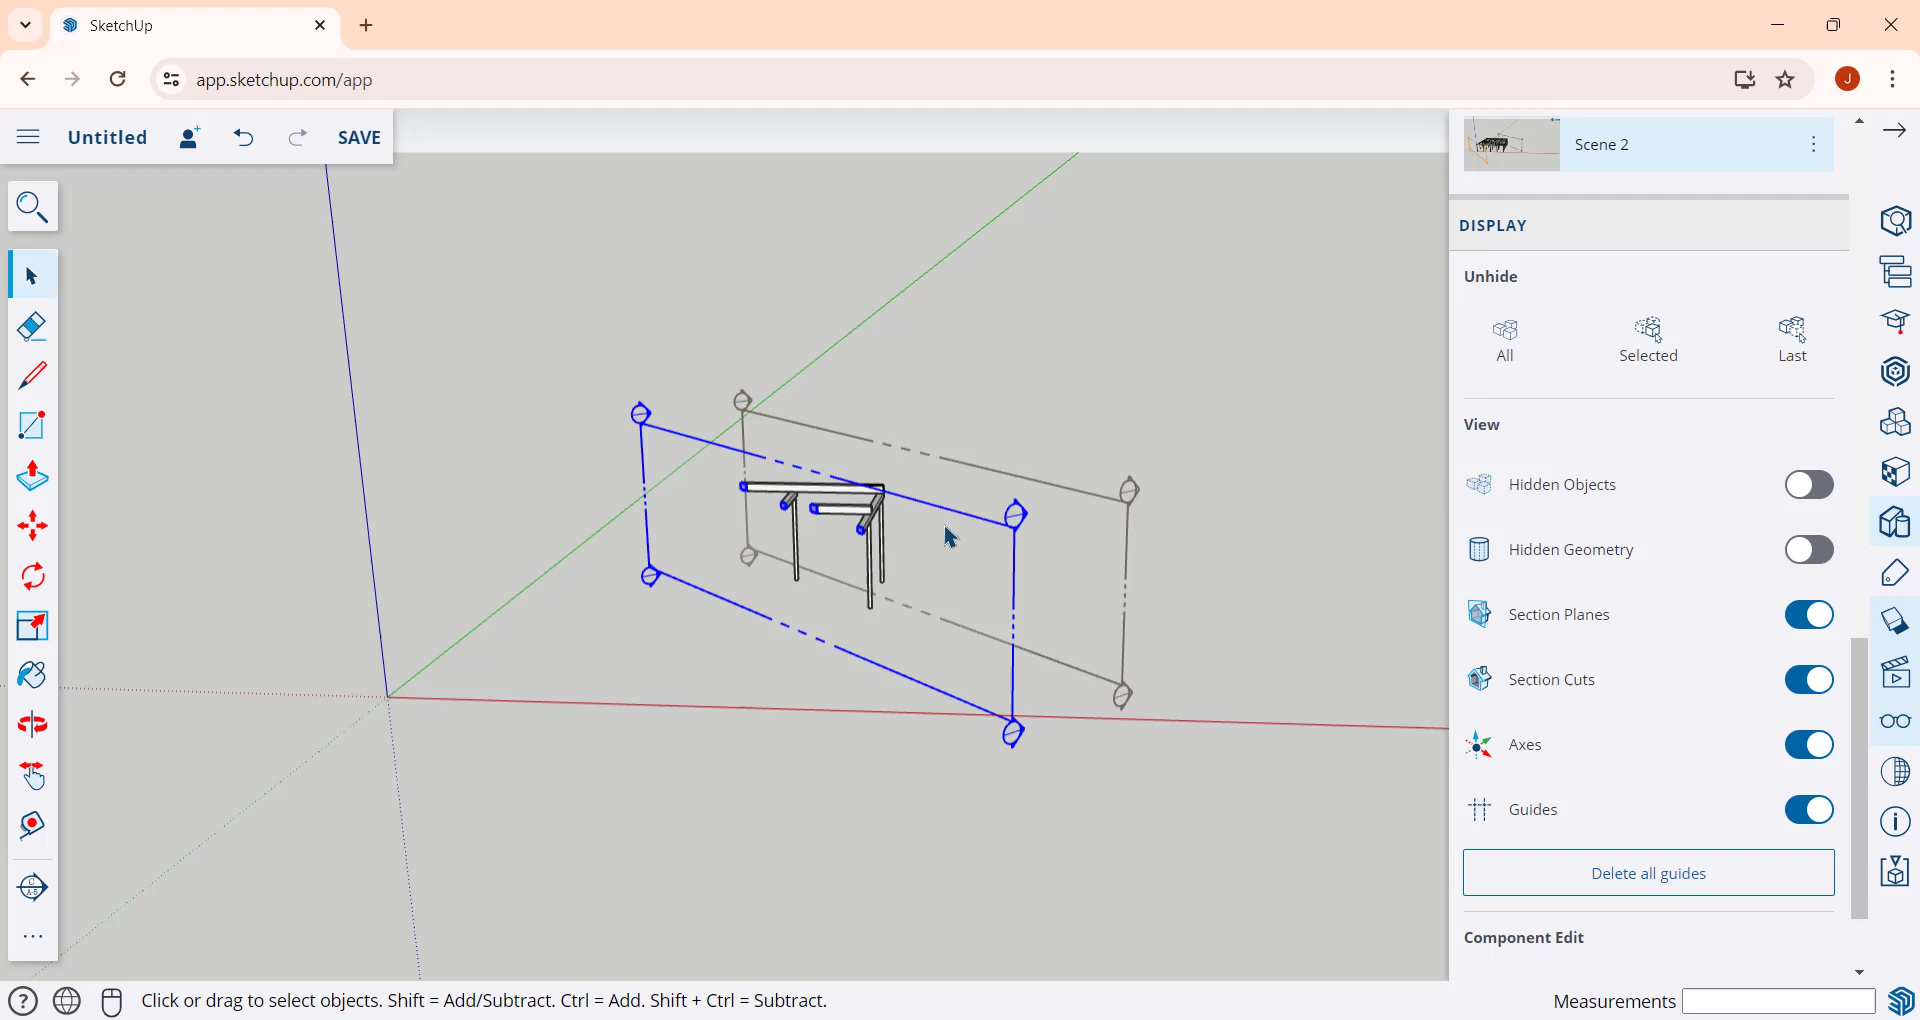 SketchUp
app.sketchup.com/app
J
Untitled
SAVE
Scene 2
DISPLAY
Unhide
All
Selected
Last
View
Hidden Objects
Hidden Geometry
Section Planes
Section Cuts
Axes
Guides
Delete all guides
Component Edit
Click or drag to select objects. Shift = Add/Subtract. Ctrl = Add. Shift + Ctrl = Subtract.
Measurements